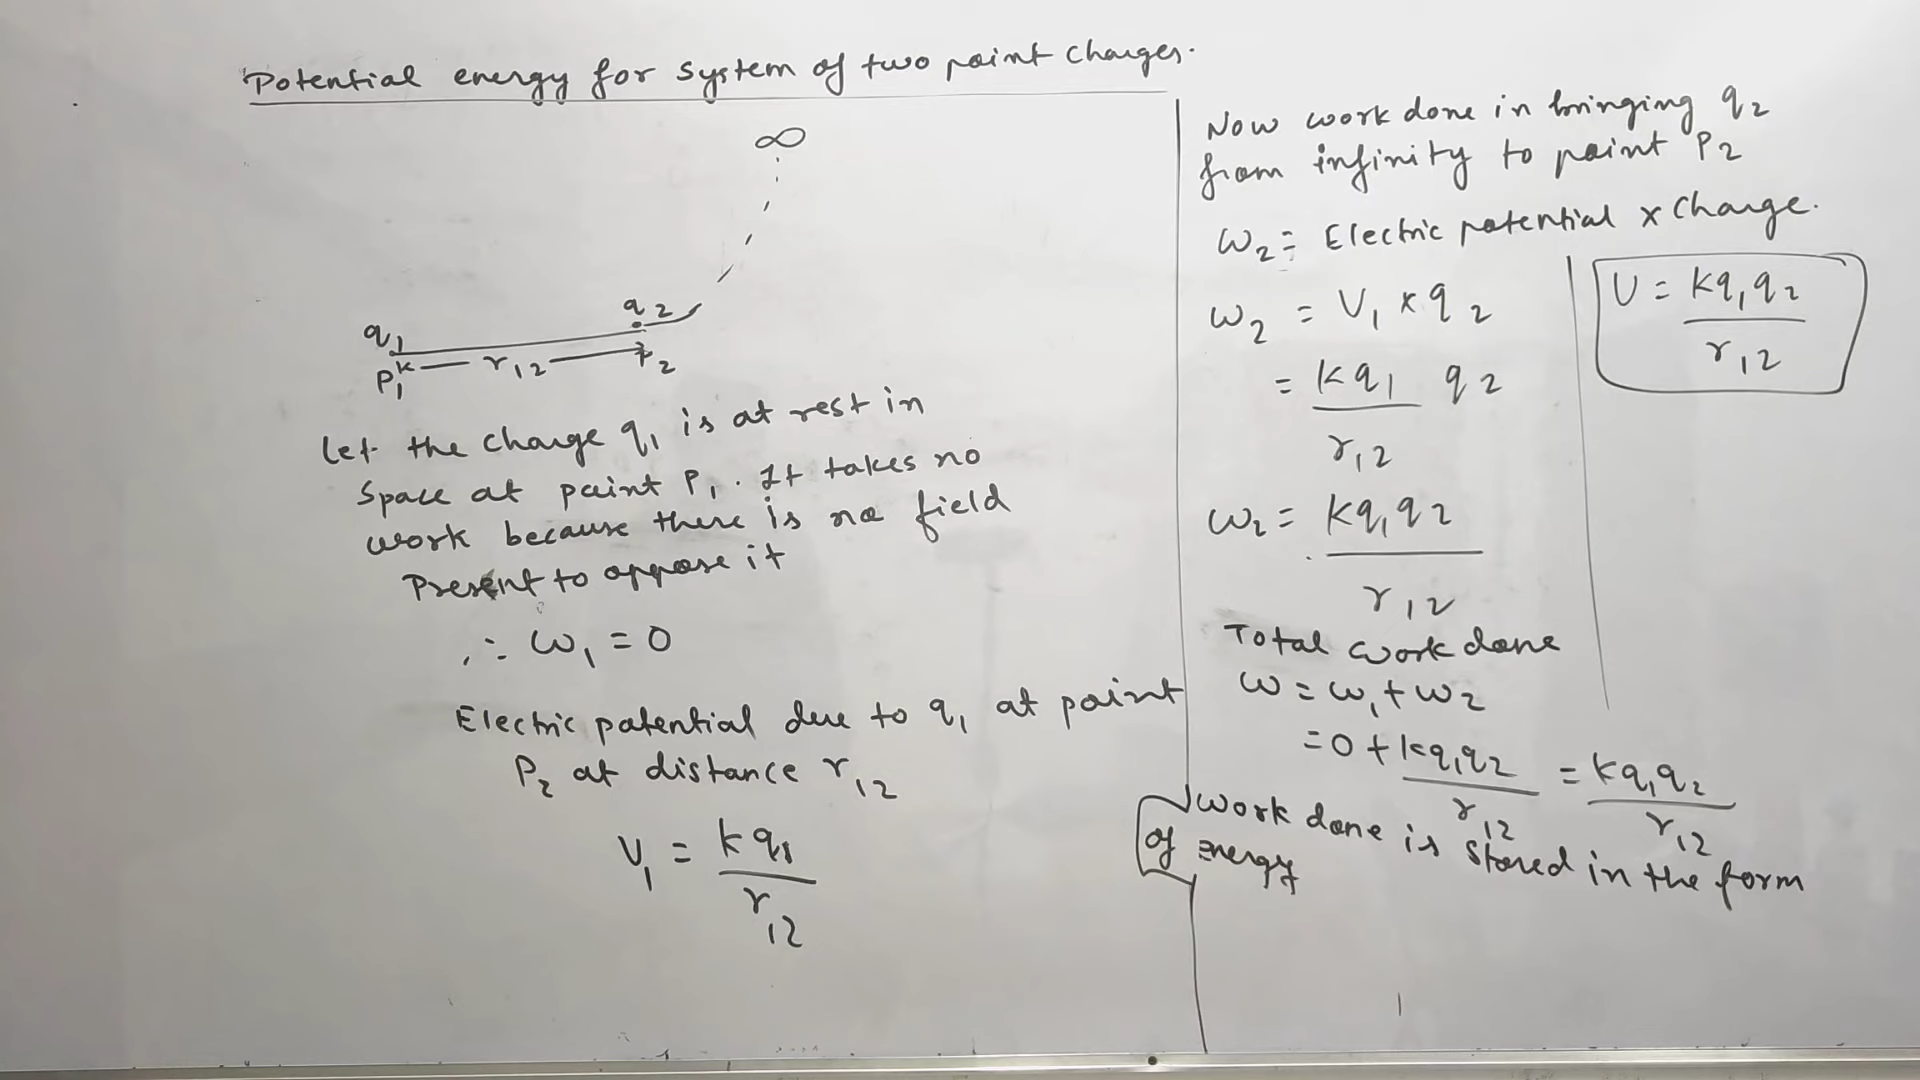 Potential energy for system of two point charges.
∞
q2
q1
P1 r12 P2
Let the charge q1 is at rest in
Space at point P1. It takes no
work because there is no field
Present to oppose it
∴ W1 = 0
Electric potential due to q1 at point
P2 at distance r12
V1 = kq1
r12
Now work done in bringing q2
from infinity to point P2
W2 = Electric potential x Charge.
W2 = V1 x q2
= kq1 q2
r12
W2 = kq1q2
r12
Total work done
W = W1 + W2
= 0 + kq1q2 = kq1q2
r12 r12
Work done is stored in the form
of energy
U = kq1q2
r12